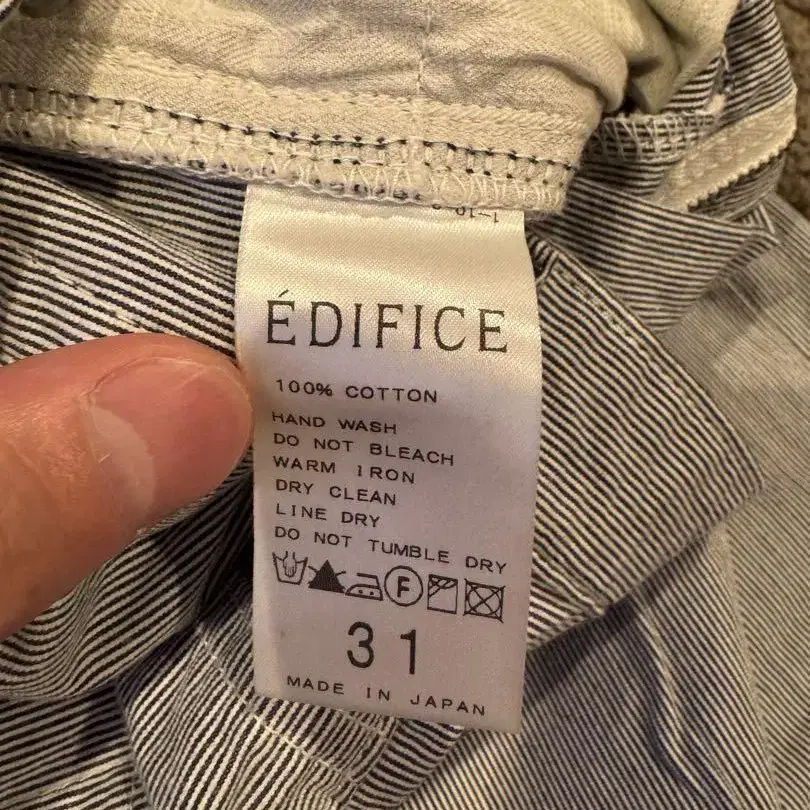 ÉDIFICE
100% COTTON
HAND WASH
DO NOT BLEACH
WARM IRON
DRY CLEAN
LINE DRY
DO NOT TUMBLE DRY
F
31
MADE IN JAPAN